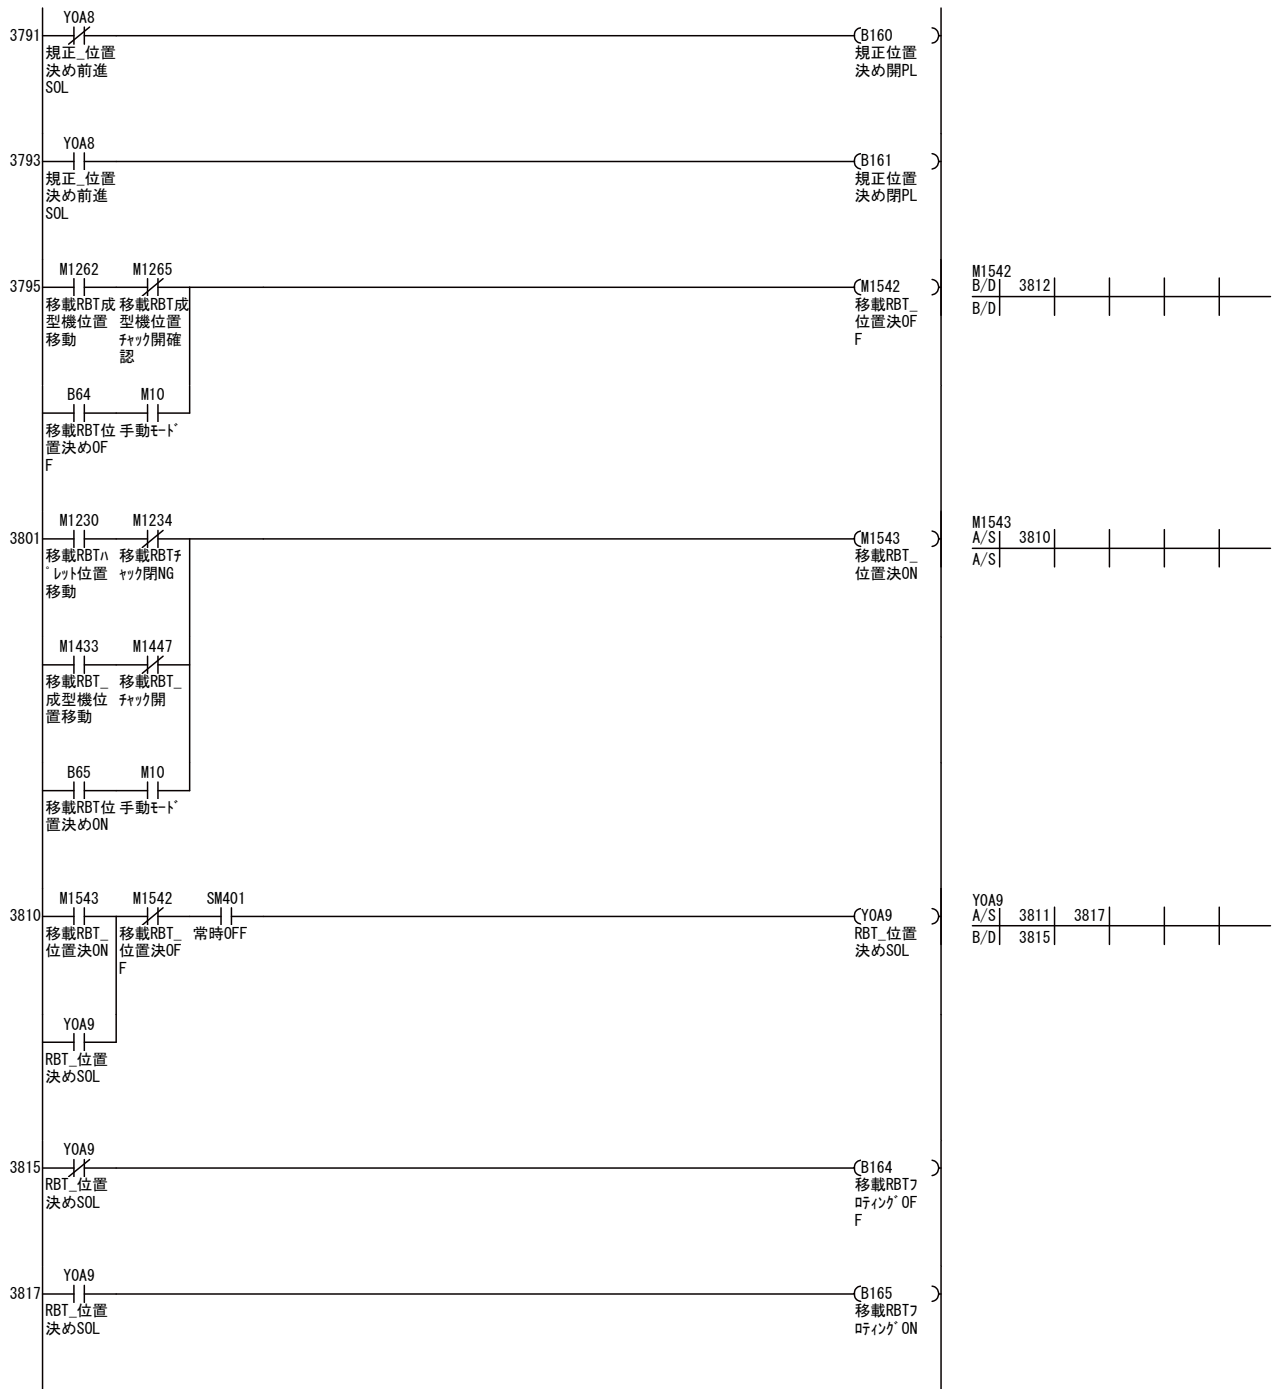 Y0A8
3791
規正_位置
決め前進
SOL
B160
規正位置
決め開PL
Y0A8
3793
規正_位置
決め前進
SOL
B161
規正位置
決め閉PL
M1262 M1265
3795
移載RBT成
型機位置
移動
移載RBT成
型機位置
ﾁｬｯｸ開確
認
M1542
移載RBT_
位置決OF
F
M1542
B/D 3812
B/D
B64 M10
移載RBT位
置決めOF
F
手動ﾓｰﾄﾞ
M1230 M1234
3801
移載RBTﾊ
ﾟﾚｯﾄ位置
移動
移載RBTﾁ
ｬｯｸ閉NG
M1543
移載RBT_
位置決ON
M1543
A/S 3810
A/S
M1433 M1447
移載RBT_
成型機位
置移動
移載RBT_
ﾁｬｯｸ開
B65 M10
移載RBT位
置決めON
手動ﾓｰﾄﾞ
M1543 M1542 SM401
3810
移載RBT_
位置決ON
移載RBT_
位置決OF
F
常時OFF
Y0A9
RBT_位置
決めSOL
Y0A9
A/S 3811 3817
B/D 3815
Y0A9
RBT_位置
決めSOL
Y0A9
3815
RBT_位置
決めSOL
B164
移載RBTﾌ
ﾛﾃｨﾝｸﾞOF
F
Y0A9
3817
RBT_位置
決めSOL
B165
移載RBTﾌ
ﾛﾃｨﾝｸﾞON